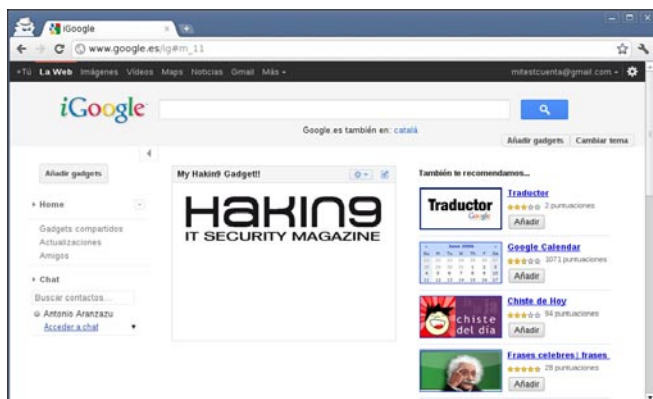 iGoogle
www.google.es/ig#m_11
+Tú La Web Imágenes Vídeos Maps Noticias Gmail Más
mitestcuenta@gmail.com
iGoogle
Google.es también en: català
Añadir gadgets Cambiar tema
Añadir gadgets
Home
Gadgets compartidos
Actualizaciones
Amigos
Chat
Buscar contactos...
Antonio Aranzazu
Acceder a chat
My Hakin9 Gadget!!
HAKIN9
IT SECURITY MAGAZINE
También te recomendamos...
Traductor
Google
Traductor
2 puntuaciones
Añadir
June 2006
Google Calendar
1071 puntuaciones
Añadir
chiste
del día
Chiste de Hoy
94 puntuaciones
Añadir
Frases celebres| frases
28 puntuaciones
Añadir